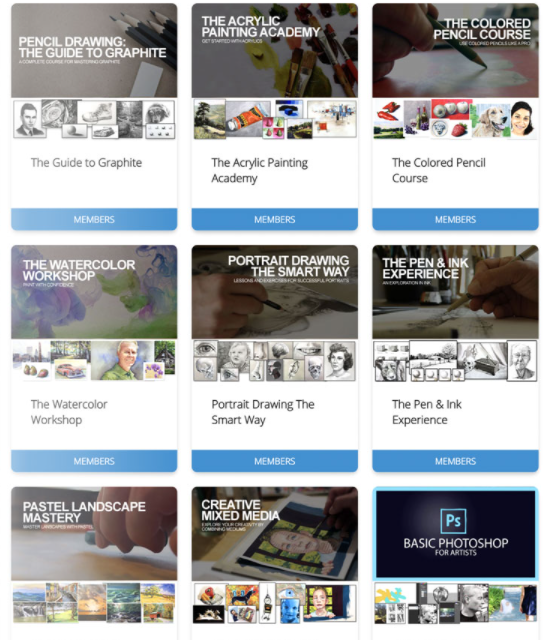 PENCIL DRAWING:
THE GUIDE TO GRAPHITE
A COMPLETE COURSE FOR MASTERING GRAPHITE
The Guide to Graphite
MEMBERS
THE ACRYLIC
PAINTING ACADEMY
GET STARTED WITH ACRYLICS
The Acrylic Painting
Academy
MEMBERS
THE COLORED
PENCIL COURSE
USE COLORED PENCILS LIKE A PRO
The Colored Pencil
Course
MEMBERS
THE WATERCOLOR
WORKSHOP
PAINT WITH CONFIDENCE
The Watercolor
Workshop
MEMBERS
PORTRAIT DRAWING
THE SMART WAY
LESSONS AND EXERCISES FOR SUCCESSFUL PORTRAITS
Portrait Drawing The
Smart Way
MEMBERS
THE PEN & INK
EXPERIENCE
AN EXPLORATION IN INK
The Pen & Ink
Experience
MEMBERS
PASTEL LANDSCAPE
MASTERY
MASTER LANDSCAPES WITH PASTEL
CREATIVE
MIXED MEDIA
EXPLORE YOUR CREATIVITY BY
COMBINING MEDIUMS
Ps
BASIC PHOTOSHOP
FOR ARTISTS